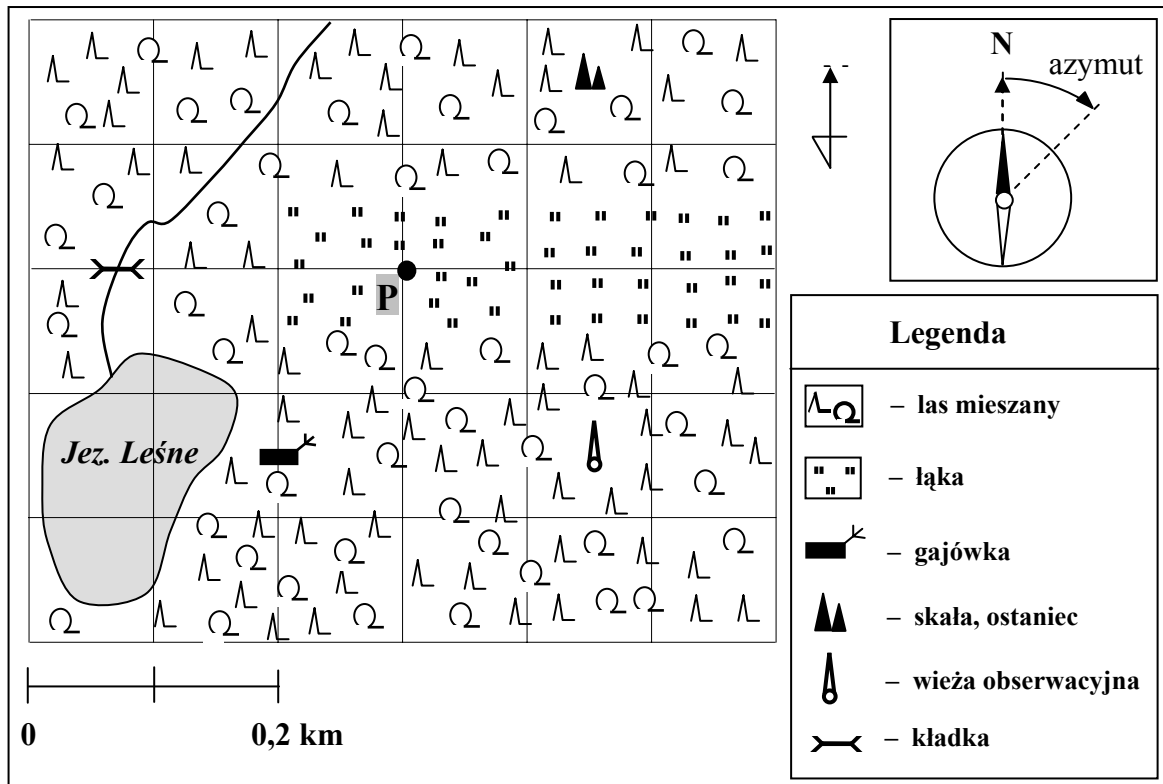 N
azymut
P
Jez. Leśne
0
0,2 km
Legenda
– las mieszany
– łąka
– gajówka
– skała, ostaniec
– wieża obserwacyjna
– kładka